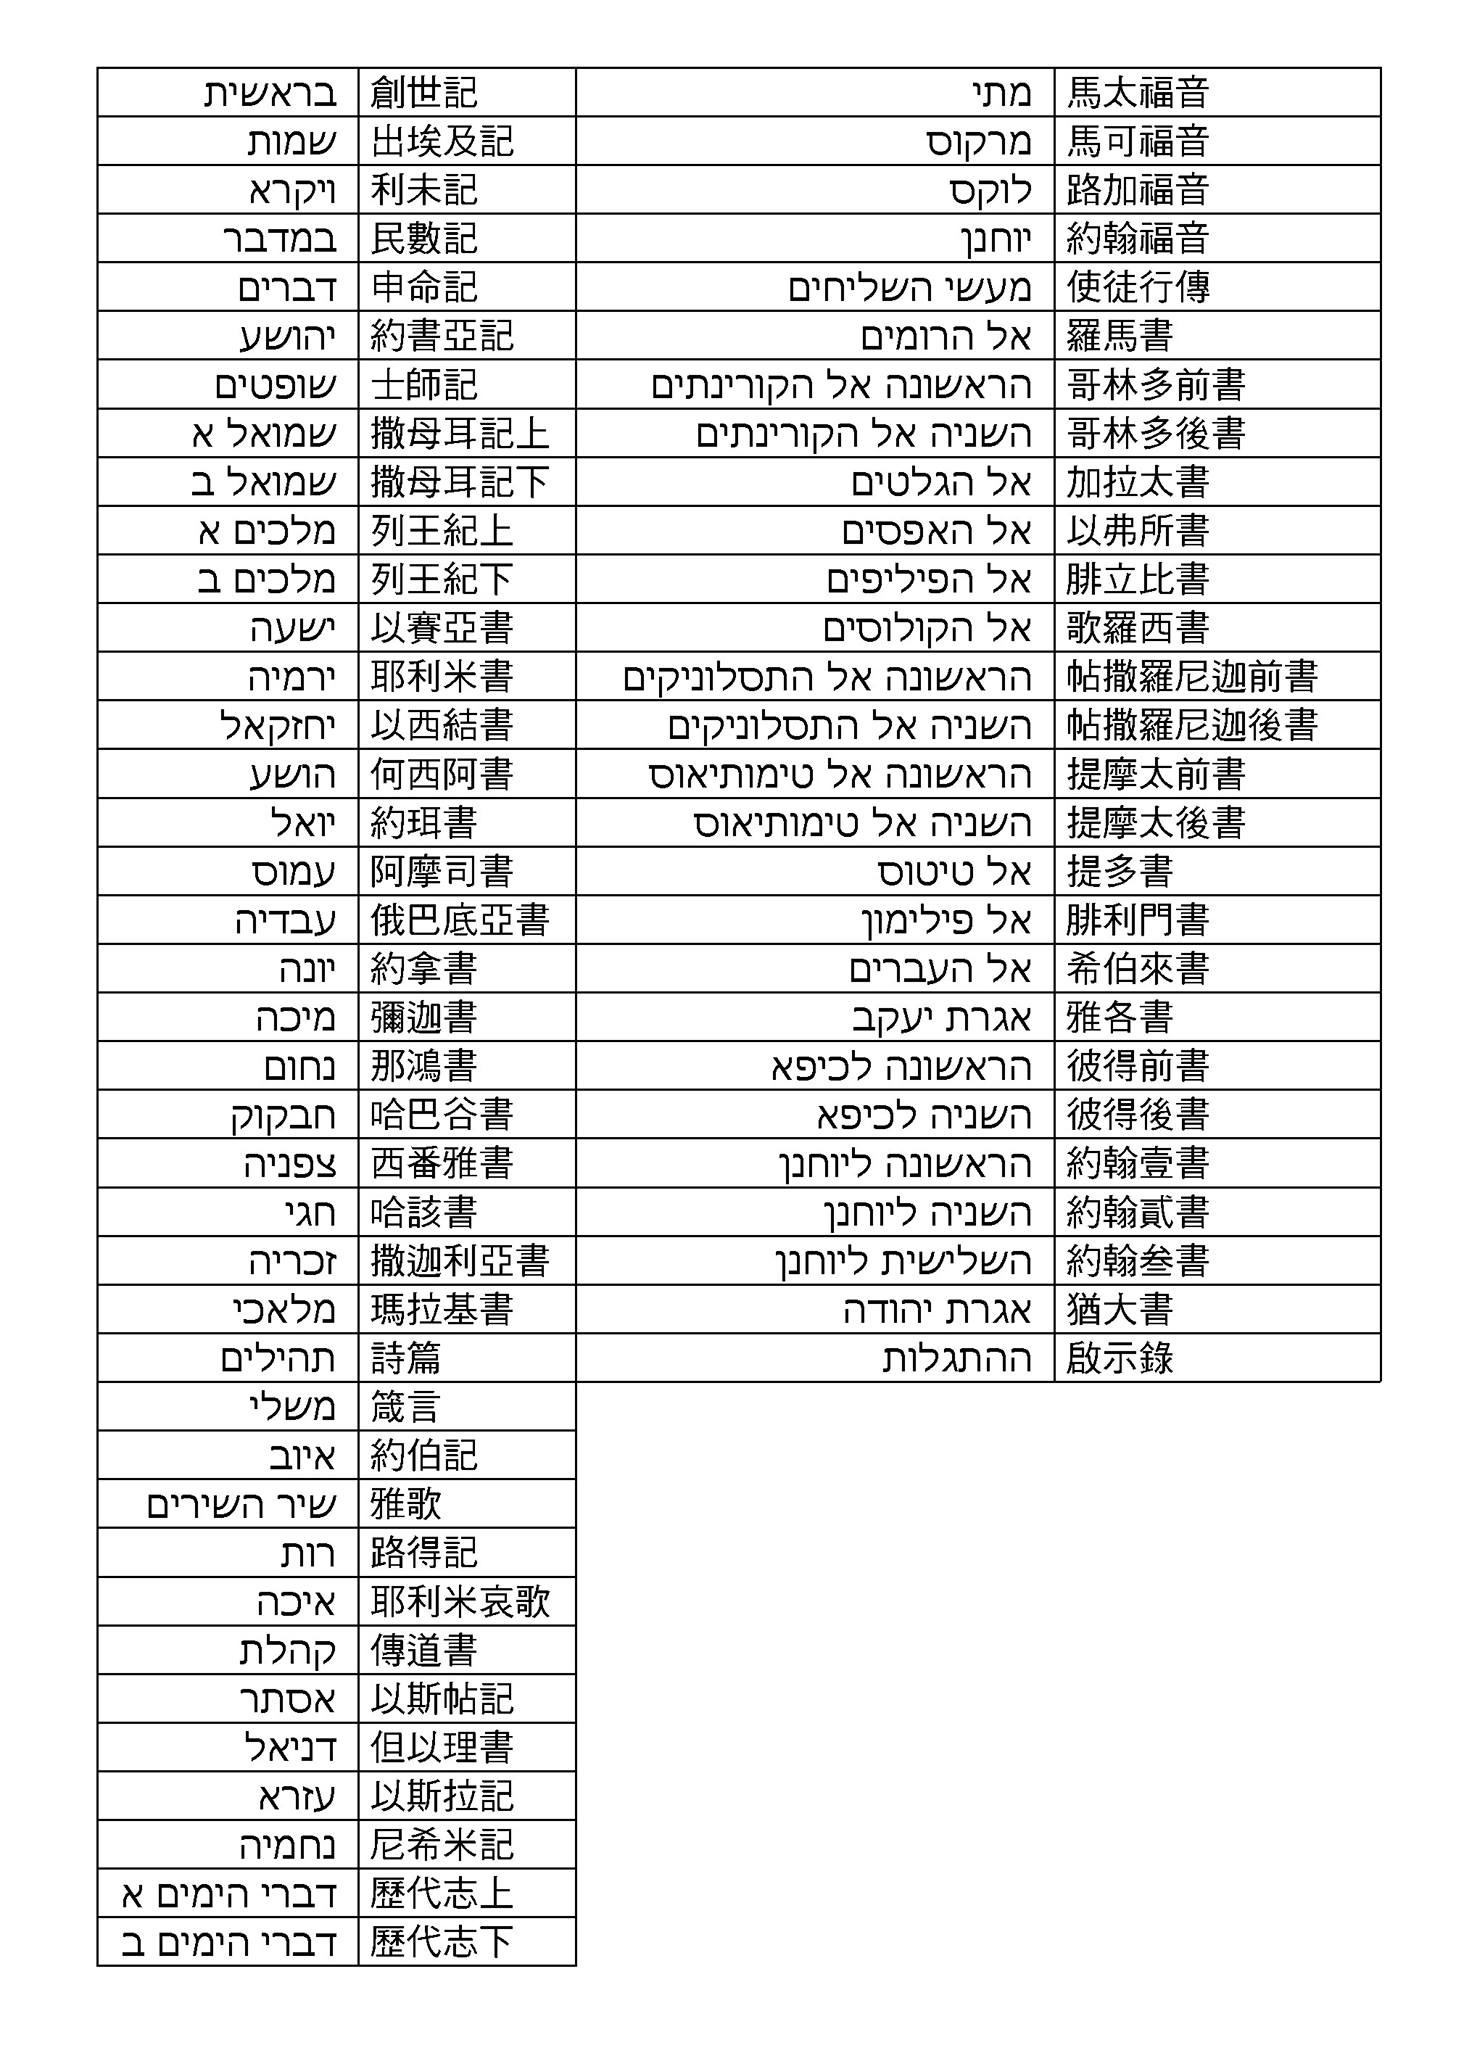 בראשית 創世記 מתי 馬太福音
שמות 出埃及記 מרקוס 馬可福音
ויקרא 利未記 לוקס 路加福音
במדבר 民數記 יוחנן 約翰福音
דברים 申命記 מעשי השליחים 使徒行傳
יהושע 約書亞記 אל הרומים 羅馬書
שופטים 士師記 הראשונה אל הקורינתים 哥林多前書
שמואל א 撒母耳記上 השניה אל הקורינתים 哥林多後書
שמואל ב 撒母耳記下 אל הגלטים 加拉太書
מלכים א 列王紀上 אל האפסים 以弗所書
מלכים ב 列王紀下 אל הפיליפים 腓立比書
ישעה 以賽亞書 אל הקולוסים 歌羅西書
ירמיה 耶利米書 הראשונה אל התסלוניקים 帖撒羅尼迦前書
יחזקאל 以西結書 השניה אל התסלוניקים 帖撒羅尼迦後書
הושע 何西阿書 הראשונה אל טימותיאוס 提摩太前書
יואל 約珥書 השניה אל טימותיאוס 提摩太後書
עמוס 阿摩司書 אל טיטוס 提多書
עבדיה 俄巴底亞書 אל פילימון 腓利門書
יונה 約拿書 אל העברים 希伯來書
מיכה 彌迦書 אגרת יעקב 雅各書
נחום 那鴻書 הראשונה לכיפא 彼得前書
חבקוק 哈巴谷書 השניה לכיפא 彼得後書
צפניה 西番雅書 הראשונה ליוחנן 約翰壹書
חגי 哈該書 השניה ליוחנן 約翰貳書
זכריה 撒迦利亞書 השלישית ליוחנן 約翰叁書
מלאכי 瑪拉基書 אגרת יהודה 猶大書
תהילים 詩篇 ההתגלות 啟示錄
משלי 箴言
איוב 約伯記
שיר השירים 雅歌
רות 路得記
איכה 耶利米哀歌
קהלת 傳道書
אסתר 以斯帖記
דניאל 但以理書
עזרא 以斯拉記
נחמיה 尼希米記
דברי הימים א 歷代志上
דברי הימים ב 歷代志下